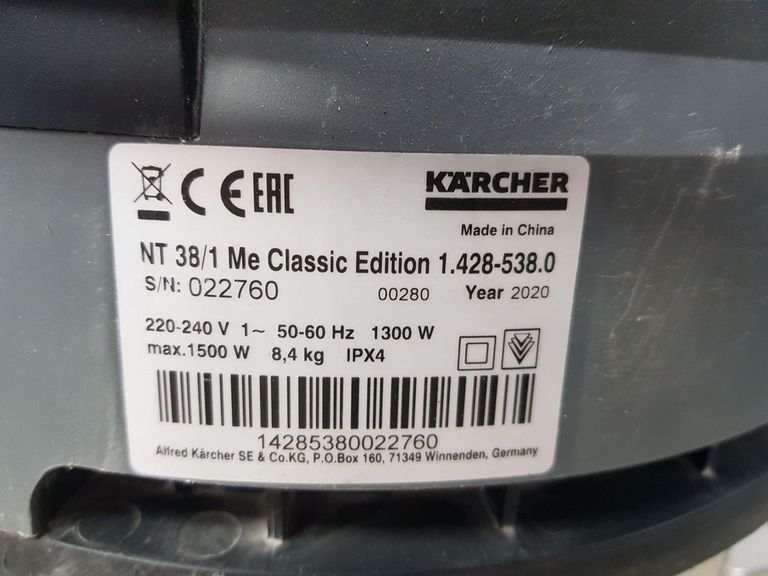 CE EAC
KÄRCHER
Made in China
NT 38/1 Me Classic Edition 1.428-538.0
S/N: 022760 00280 Year 2020
220-240 V 1~ 50-60 Hz 1300 W
max.1500 W 8,4 kg IPX4
14285380022760
Alfred Kärcher SE & Co.KG, P.O.Box 160, 71349 Winnenden, Germany